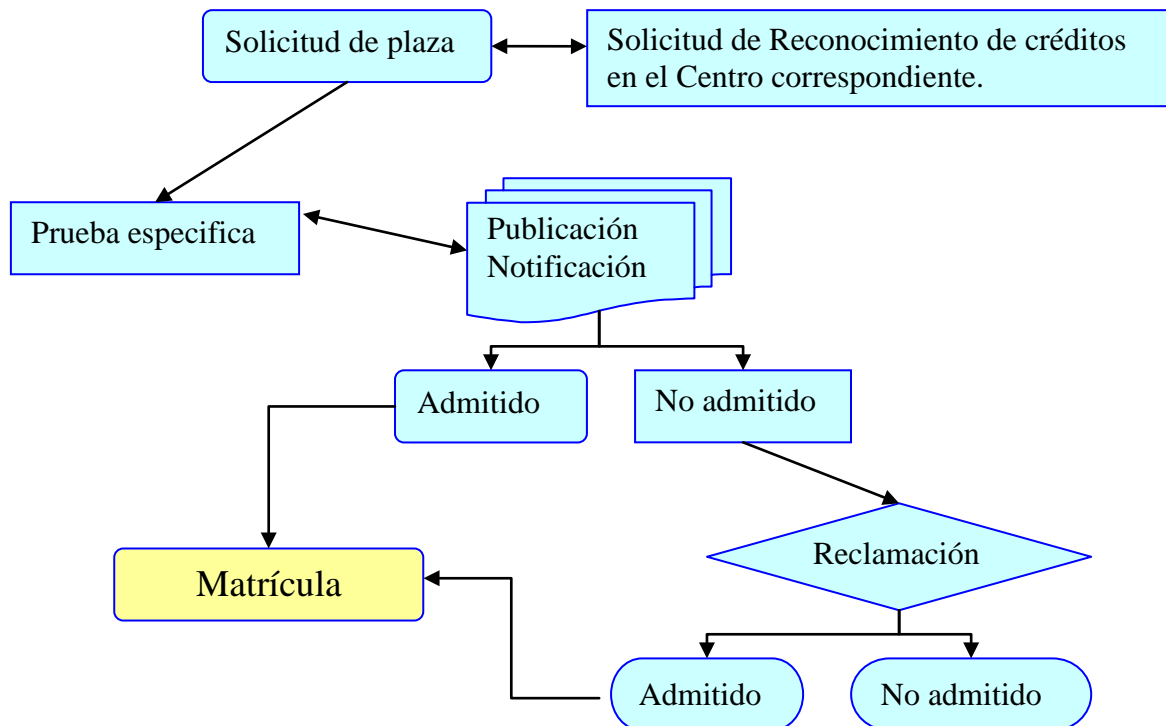 Solicitud de plaza
Solicitud de Reconocimiento de créditos
en el Centro correspondiente.
Prueba especifica
Publicación
Notificación
Admitido
No admitido
Reclamación
Matrícula
Admitido
No admitido